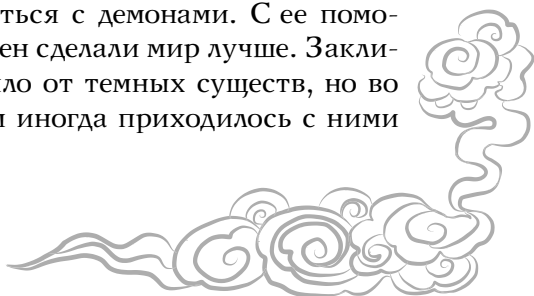 ться с демонами. С ее помо-
ен сделали мир лучше. Закли-
ло от темных существ, но во
и иногда приходилось с ними